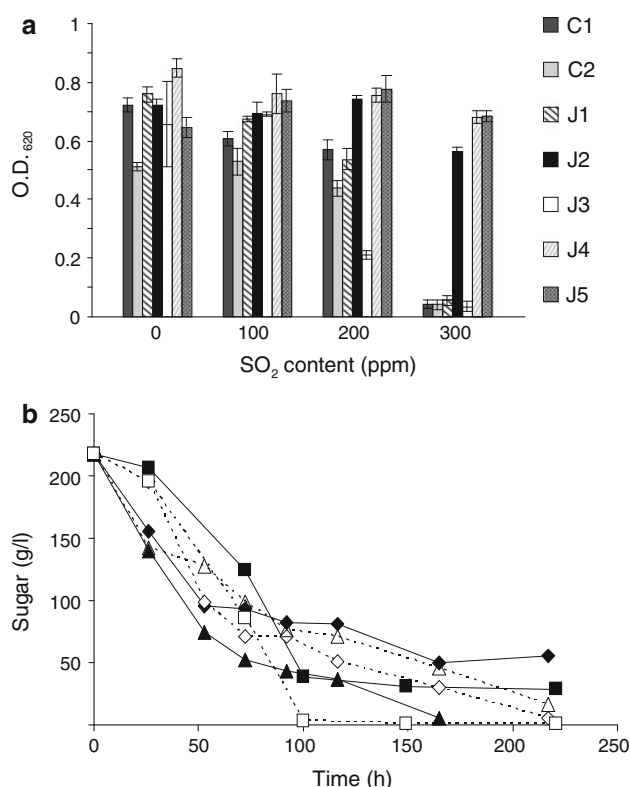 a
1
0.8
0.6
0.4
0.2
0
O.D.620
0 100 200 300
SO2 content (ppm)
C1
C2
J1
J2
J3
J4
J5
b
250
200
150
100
50
Sugar (g/l)
0 50 100 150 200 250
Time (h)